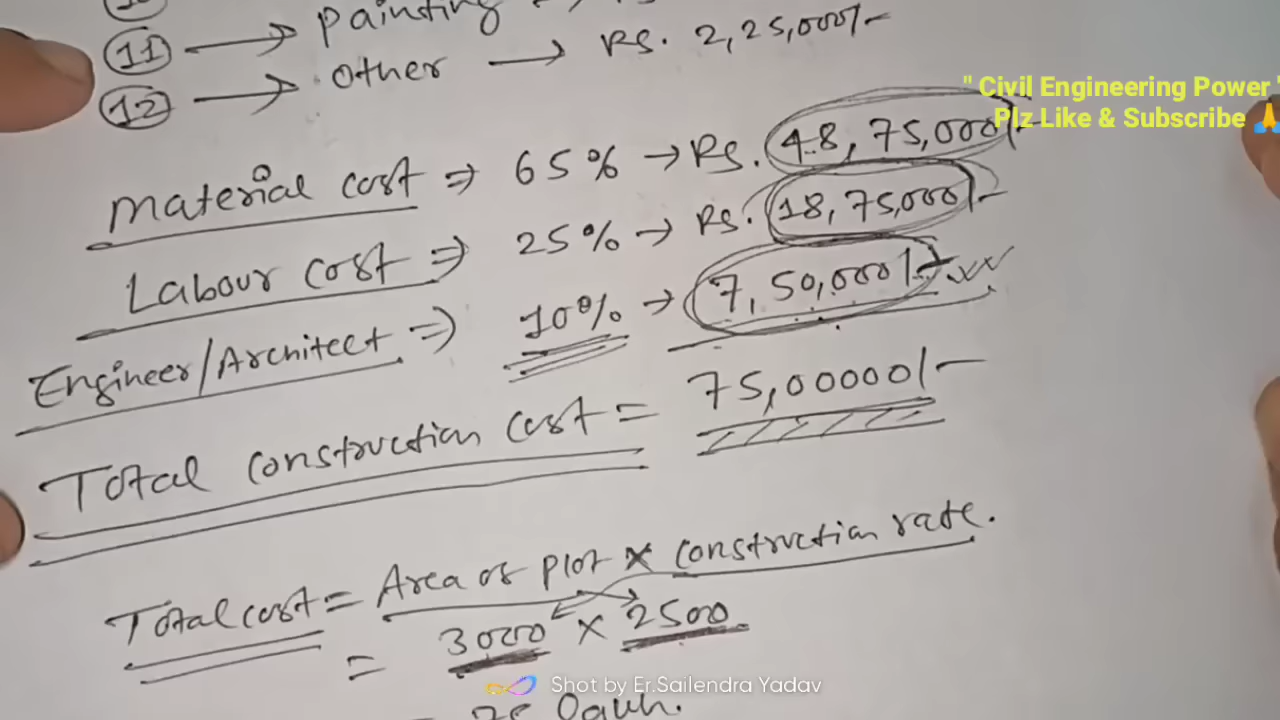 11 → Painting
12 → Other → Rs. 2,25,000/-
" Civil Engineering Power "
Plz Like & Subscribe 🙏
Material cost ⇒ 65% → Rs. 48,75,000/-
Labour cost ⇒ 25% → Rs. 18,75,000/-
Engineer/Architect ⇒ 10% → 7,50,000/-
Total construction cost = 75,00000/-
Total cost = Area of plot × construction rate.
= 3000 × 2500
Shot by Er.Sailendra Yadav